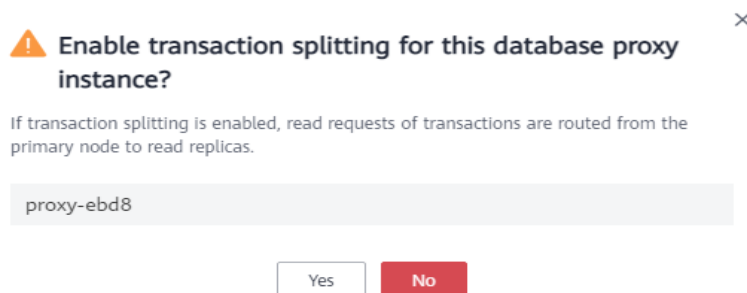 Enable transaction splitting for this database proxy
instance?
If transaction splitting is enabled, read requests of transactions are routed from the
primary node to read replicas.
proxy-ebd8
Yes No